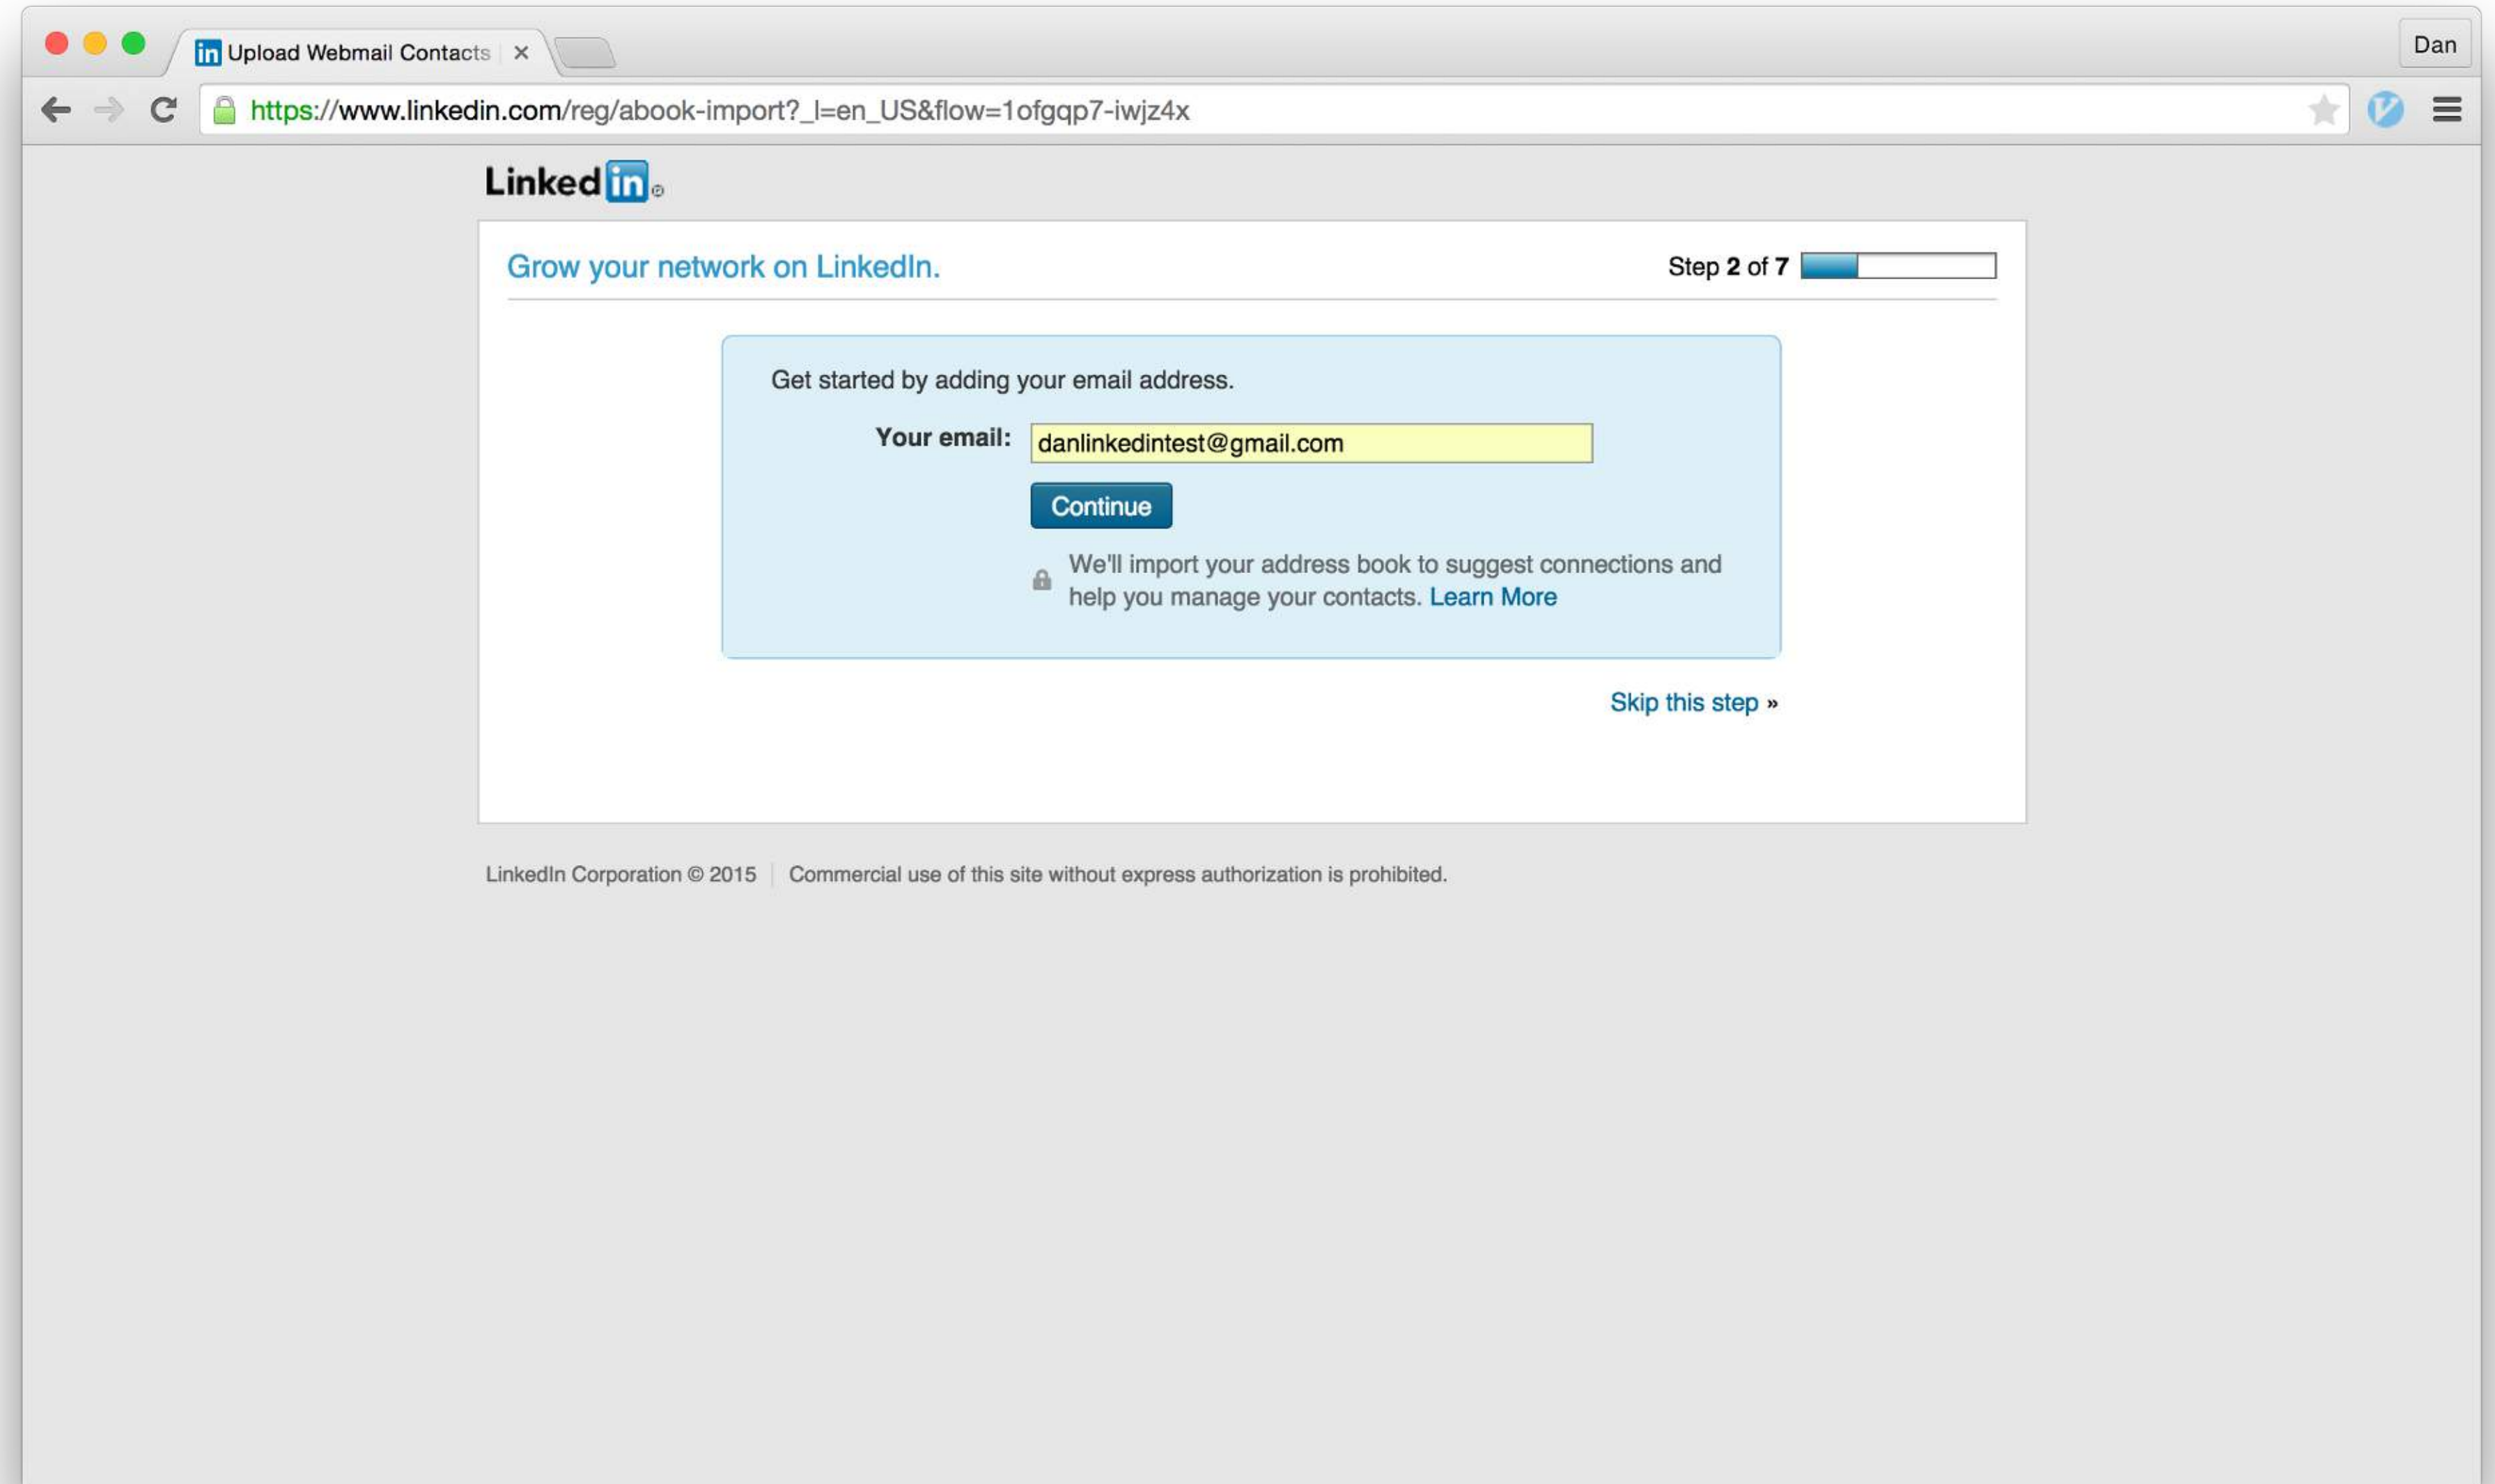 in Upload Webmail Contacts
Dan
https://www.linkedin.com/reg/abook-import?_l=en_US&flow=1ofgqp7-iwjz4x
Linked in ®
Grow your network on LinkedIn.
Step 2 of 7
Get started by adding your email address.
Your email: danlinkedintest@gmail.com
Continue
We'll import your address book to suggest connections and
help you manage your contacts. Learn More
Skip this step »
LinkedIn Corporation © 2015 | Commercial use of this site without express authorization is prohibited.